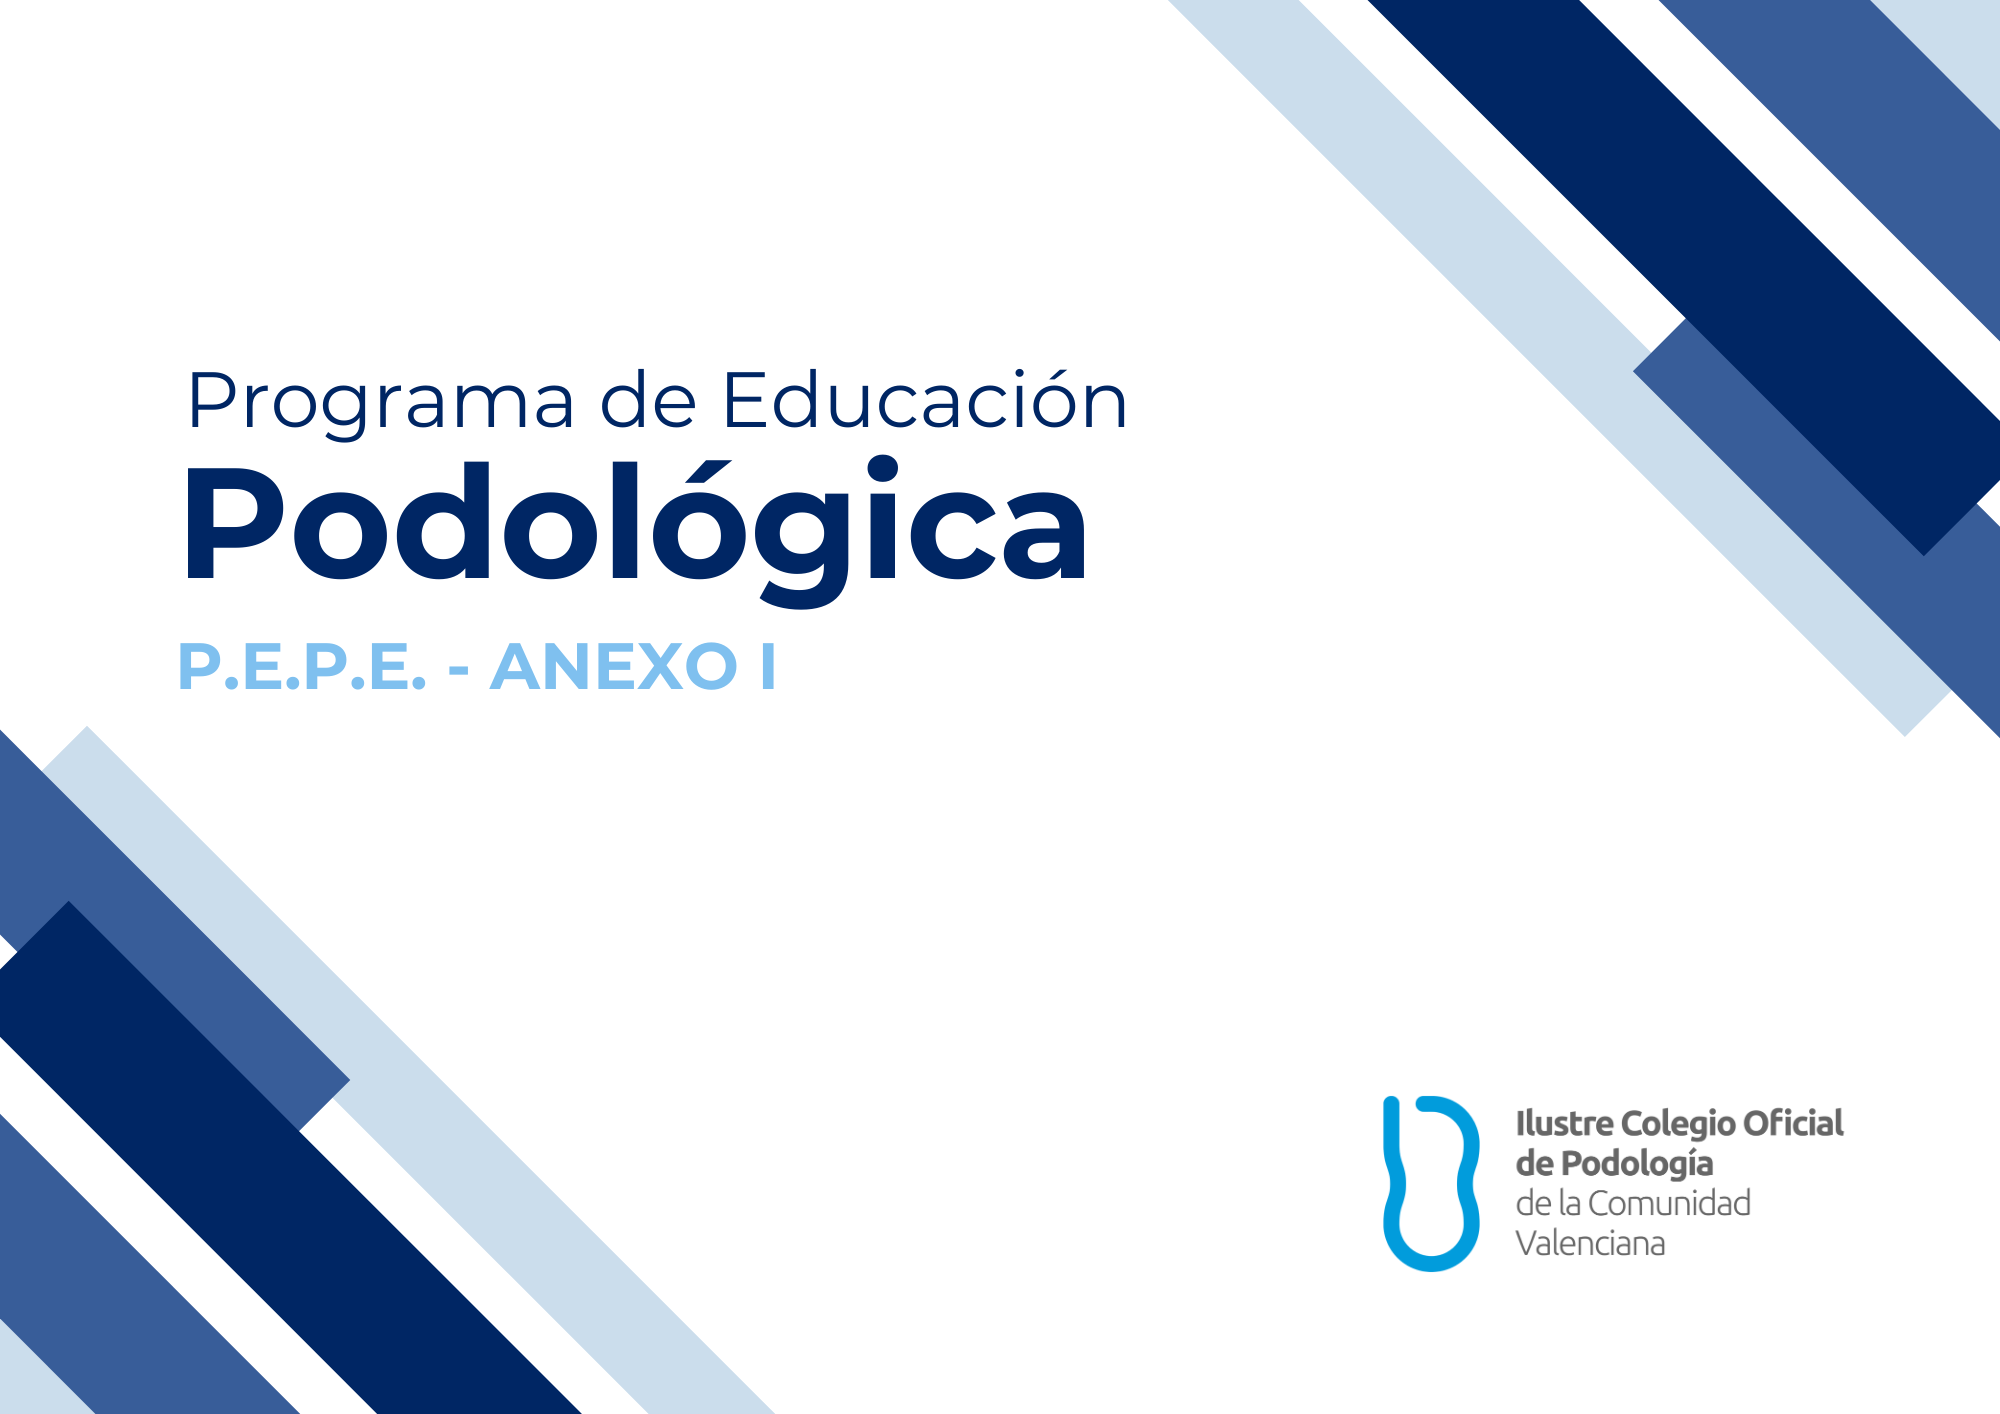 Programa de Educación
Podológica
P.E.P.E. - ANEXO I
Ilustre Colegio Oficial
de Podología
de la Comunidad
Valenciana